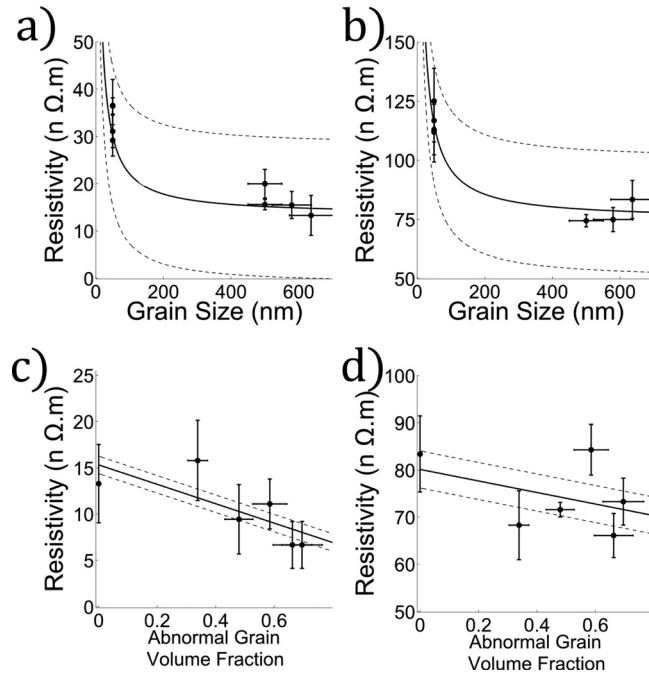 a)
Resistivity (n Ω.m)
50
40
30
20
10
0
0 200 400 600
Grain Size (nm)
b)
Resistivity (n Ω.m)
150
125
100
75
50
0 200 400 600
Grain Size (nm)
c)
Resistivity (n Ω.m)
25
20
15
10
5
0
0 0.2 0.4 0.6
Abnormal Grain
Volume Fraction
d)
Resistivity (n Ω.m)
100
90
80
70
60
50
0 0.2 0.4 0.6
Abnormal Grain
Volume Fraction